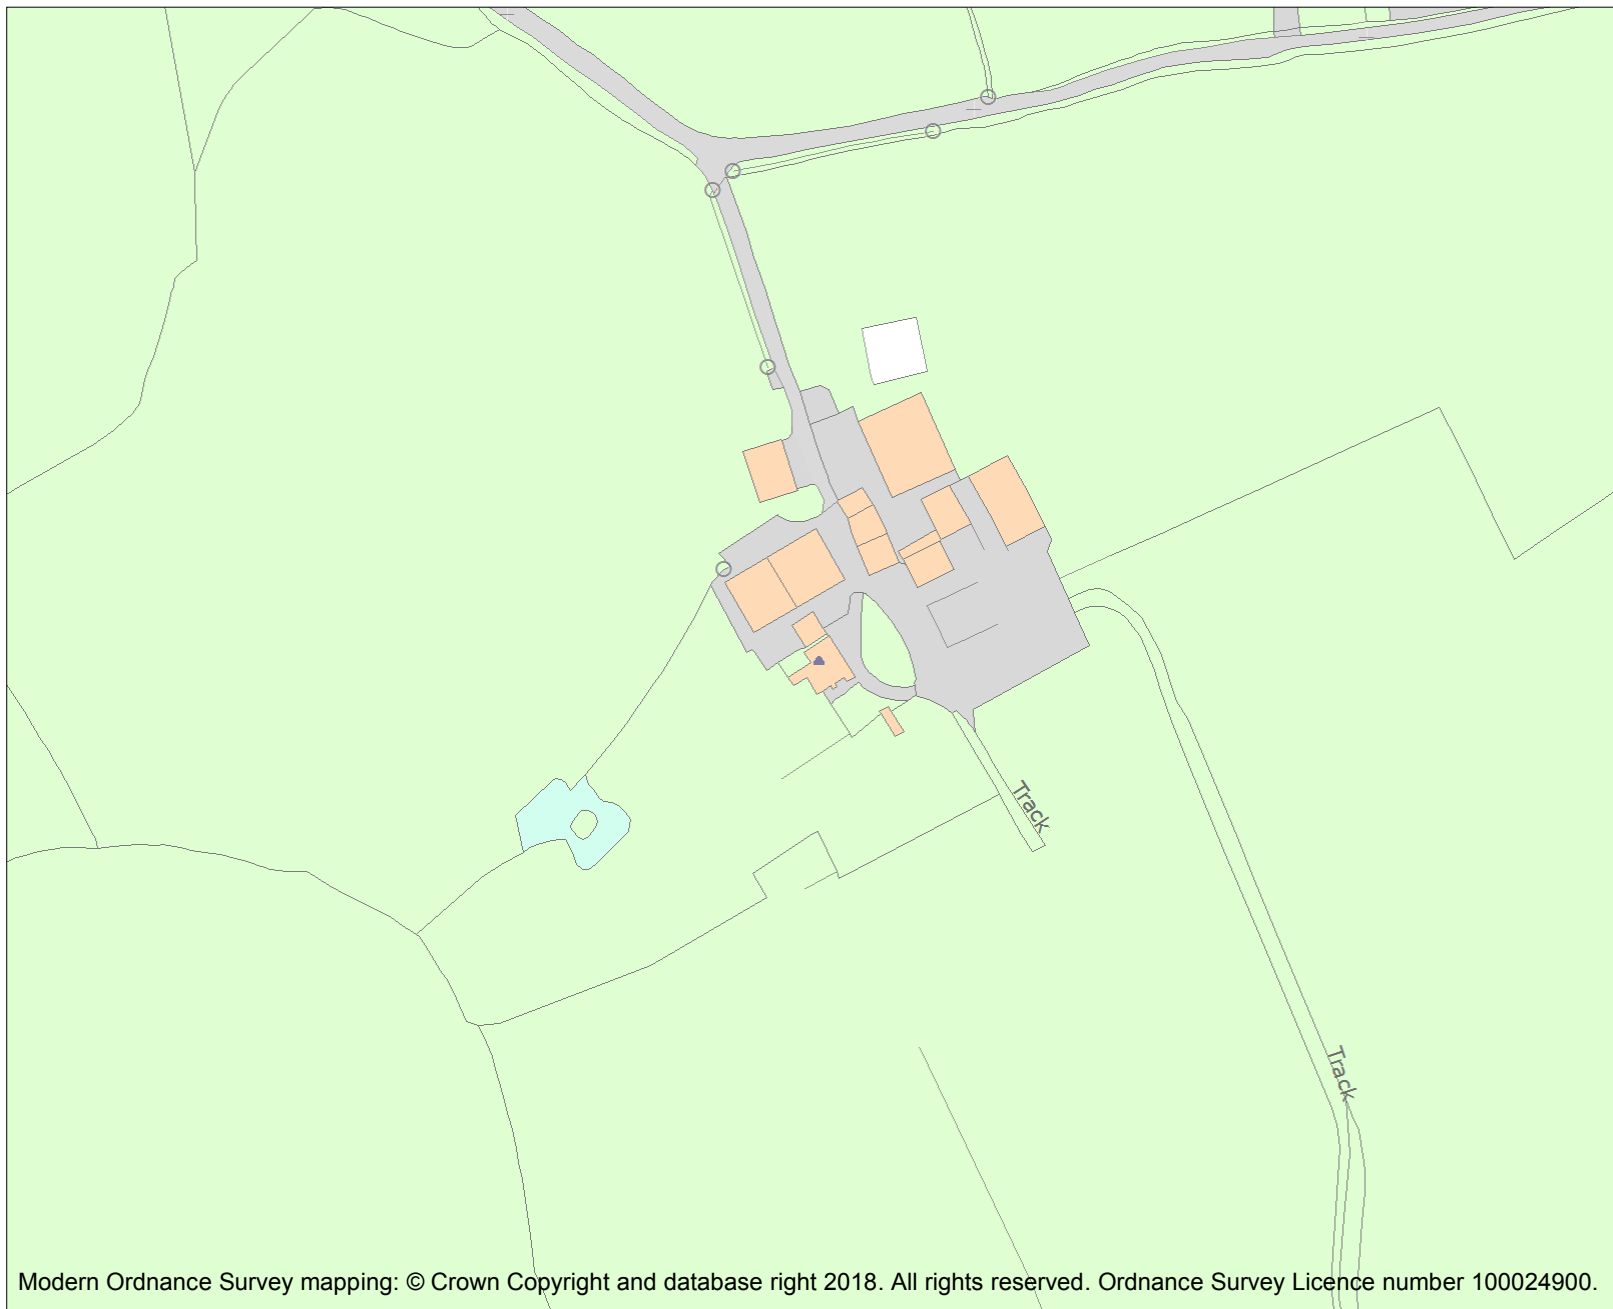 Track
Track
Modern Ordnance Survey mapping: © Crown Copyright and database right 2018. All rights reserved. Ordnance Survey Licence number 100024900.